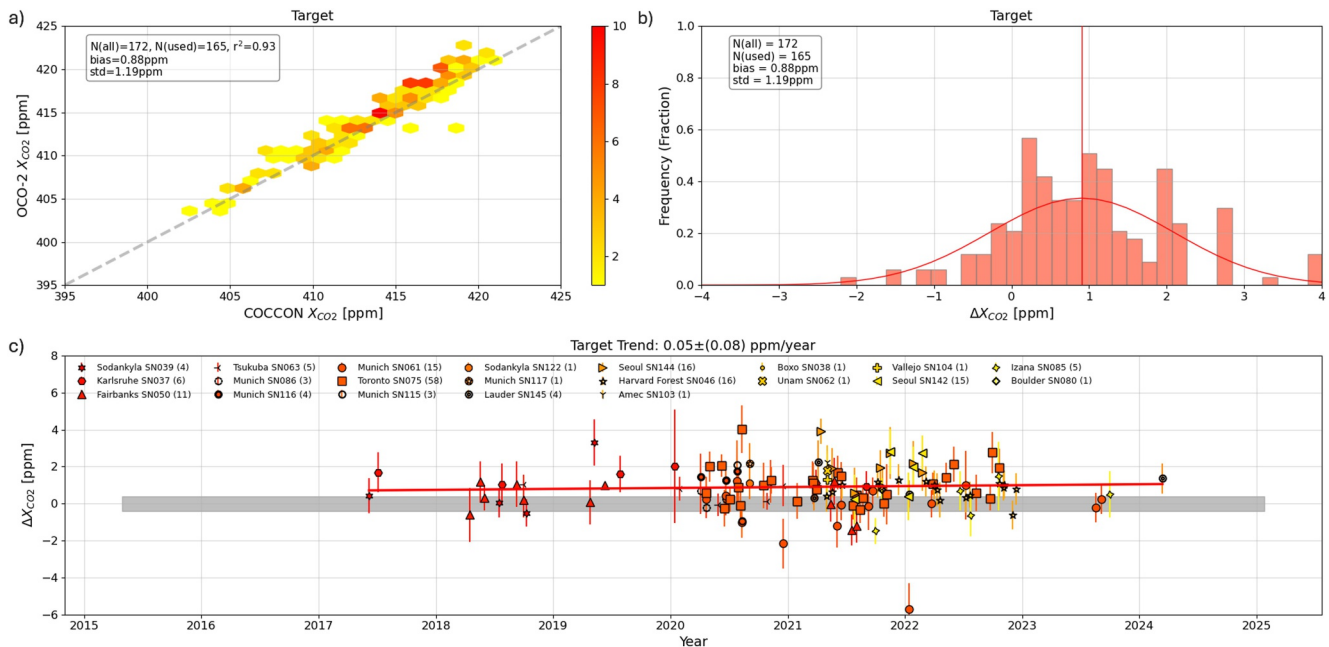 a)
Target
N(all)=172, N(used)=165, r²=0.93
bias=0.88ppm
std=1.19ppm
OCO-2 X_CO2 [ppm]
425
420
415
410
405
400
395
395 400 405 410 415 420 425
COCCON X_CO2 [ppm]
10
8
6
4
2
b)
Target
N(all) = 172
N(used) = 165
bias = 0.88ppm
std = 1.19ppm
Frequency (Fraction)
1.0
0.8
0.6
0.4
0.2
0.0
−4 −3 −2 −1 0 1 2 3 4
ΔX_CO2 [ppm]
c)
Target Trend: 0.05±(0.08) ppm/year
Sodankyla SN039 (4)
Karlsruhe SN037 (6)
Fairbanks SN050 (11)
Tsukuba SN063 (5)
Munich SN086 (3)
Munich SN116 (4)
Munich SN061 (15)
Toronto SN075 (58)
Munich SN115 (3)
Sodankyla SN122 (1)
Munich SN117 (1)
Lauder SN145 (4)
Seoul SN144 (16)
Harvard Forest SN046 (16)
Amec SN103 (1)
Boxo SN038 (1)
Unam SN062 (1)
Vallejo SN104 (1)
Seoul SN142 (15)
Izana SN085 (5)
Boulder SN080 (1)
ΔX_CO2 [ppm]
8
6
4
2
0
−2
−4
−6
2015 2016 2017 2018 2019 2020 2021 2022 2023 2024 2025
Year